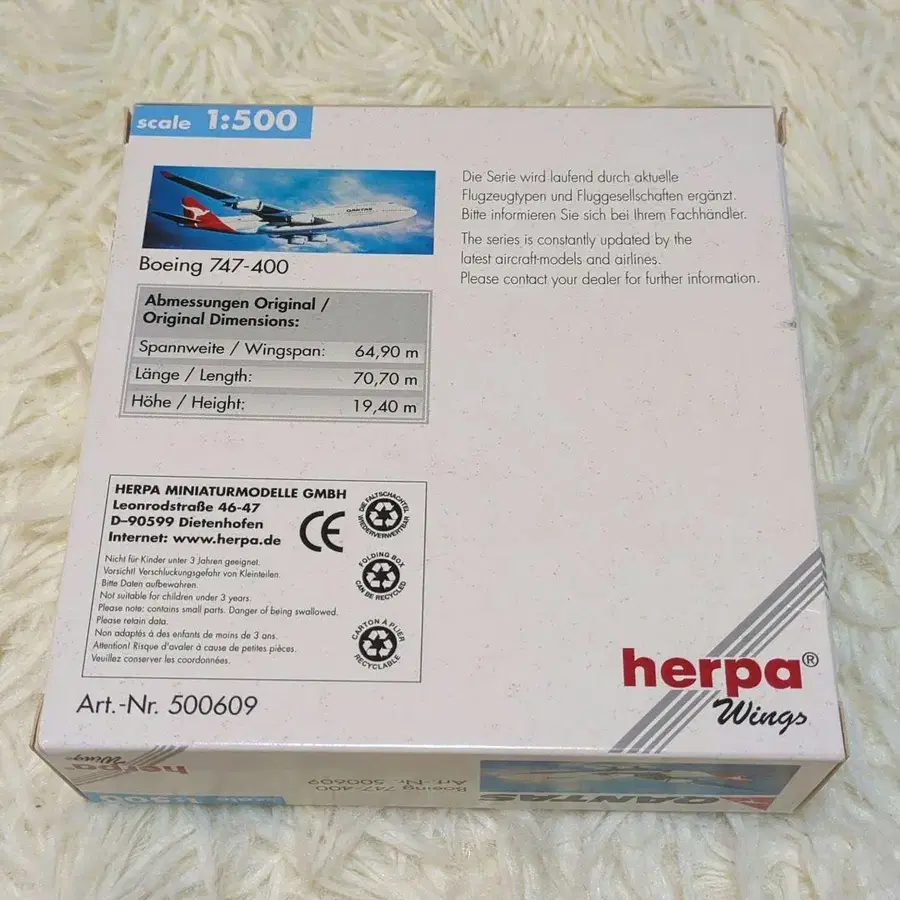 scale 1:500
QANTAS
Boeing 747-400
Abmessungen Original /
Original Dimensions:
Spannweite / Wingspan: 64,90 m
Länge / Length: 70,70 m
Höhe / Height: 19,40 m
Die Serie wird laufend durch aktuelle
Flugzeugtypen und Fluggesellschaften ergänzt.
Bitte informieren Sie sich bei Ihrem Fachhändler.
The series is constantly updated by the
latest aircraft-models and airlines.
Please contact your dealer for further information.
HERPA MINIATURMODELLE GMBH
Leonrodstraße 46-47
D–90599 Dietenhofen
Internet: www.herpa.de
CE
Nicht für Kinder unter 3 Jahren geeignet.
Vorsicht! Verschluckungsgefahr von Kleinteilen.
Bitte Daten aufbewahren.
Not suitable for children under 3 years.
Please note: contains small parts. Danger of being swallowed.
Please retain data.
Non adaptés à des enfants de moins de 3 ans.
Attention! Risque d'avaler à cause de petites pièces.
Veuillez conserver les coordonnées.
DIE FALTSCHACHTEL
WIEDERVERWERTBAR
FOLDING BOX
CAN BE RECYCLED
CARTON A PLIER
RECYCLABLE
Art.-Nr. 500609
herpa®
Wings
herpa
Wings
scale 1:500
Boeing 747-400
Art.-Nr. 500609
QANTAS